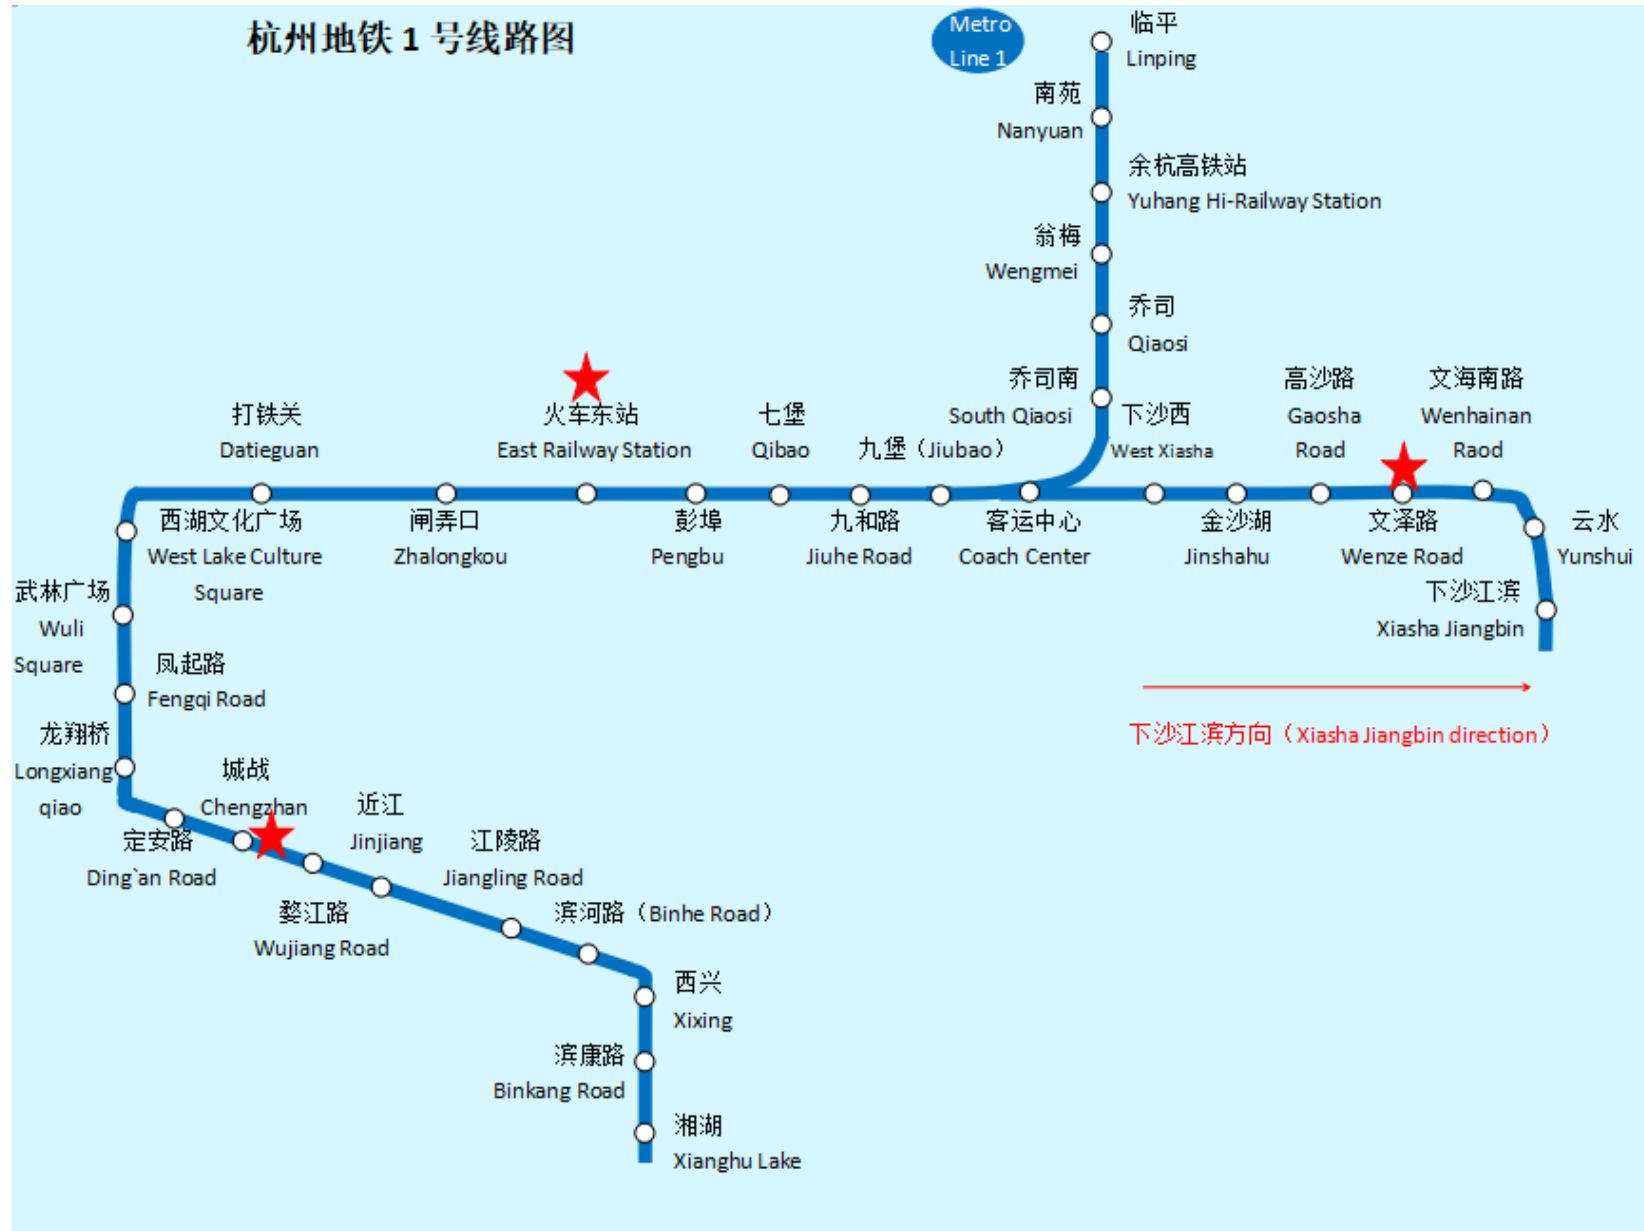 杭州地铁 1 号线路图
Metro
Line 1
临平
Linping
南苑
Nanyuan
余杭高铁站
Yuhang Hi-Railway Station
翁梅
Wengmei
乔司
Qiaosi
乔司南
South Qiaosi
下沙西
West Xiasha
高沙路
Gaosha
Road
文海南路
Wenhainan
Raod
打铁关
Datieguan
火车东站
East Railway Station
七堡
Qibao
九堡（Jiubao）
西湖文化广场
West Lake Culture
Square
闸弄口
Zhalongkou
彭埠
Pengbu
九和路
Jiuhe Road
客运中心
Coach Center
金沙湖
Jinshahu
文泽路
Wenze Road
云水
Yunshui
下沙江滨
Xiasha Jiangbin
武林广场
Wuli
Square
凤起路
Fengqi Road
下沙江滨方向（Xiasha Jiangbin direction）
龙翔桥
Longxiang
qiao
城战
Chengzhan
近江
Jinjiang
定安路
Ding`an Road
江陵路
Jiangling Road
婺江路
Wujiang Road
滨河路（Binhe Road）
西兴
Xixing
滨康路
Binkang Road
湘湖
Xianghu Lake